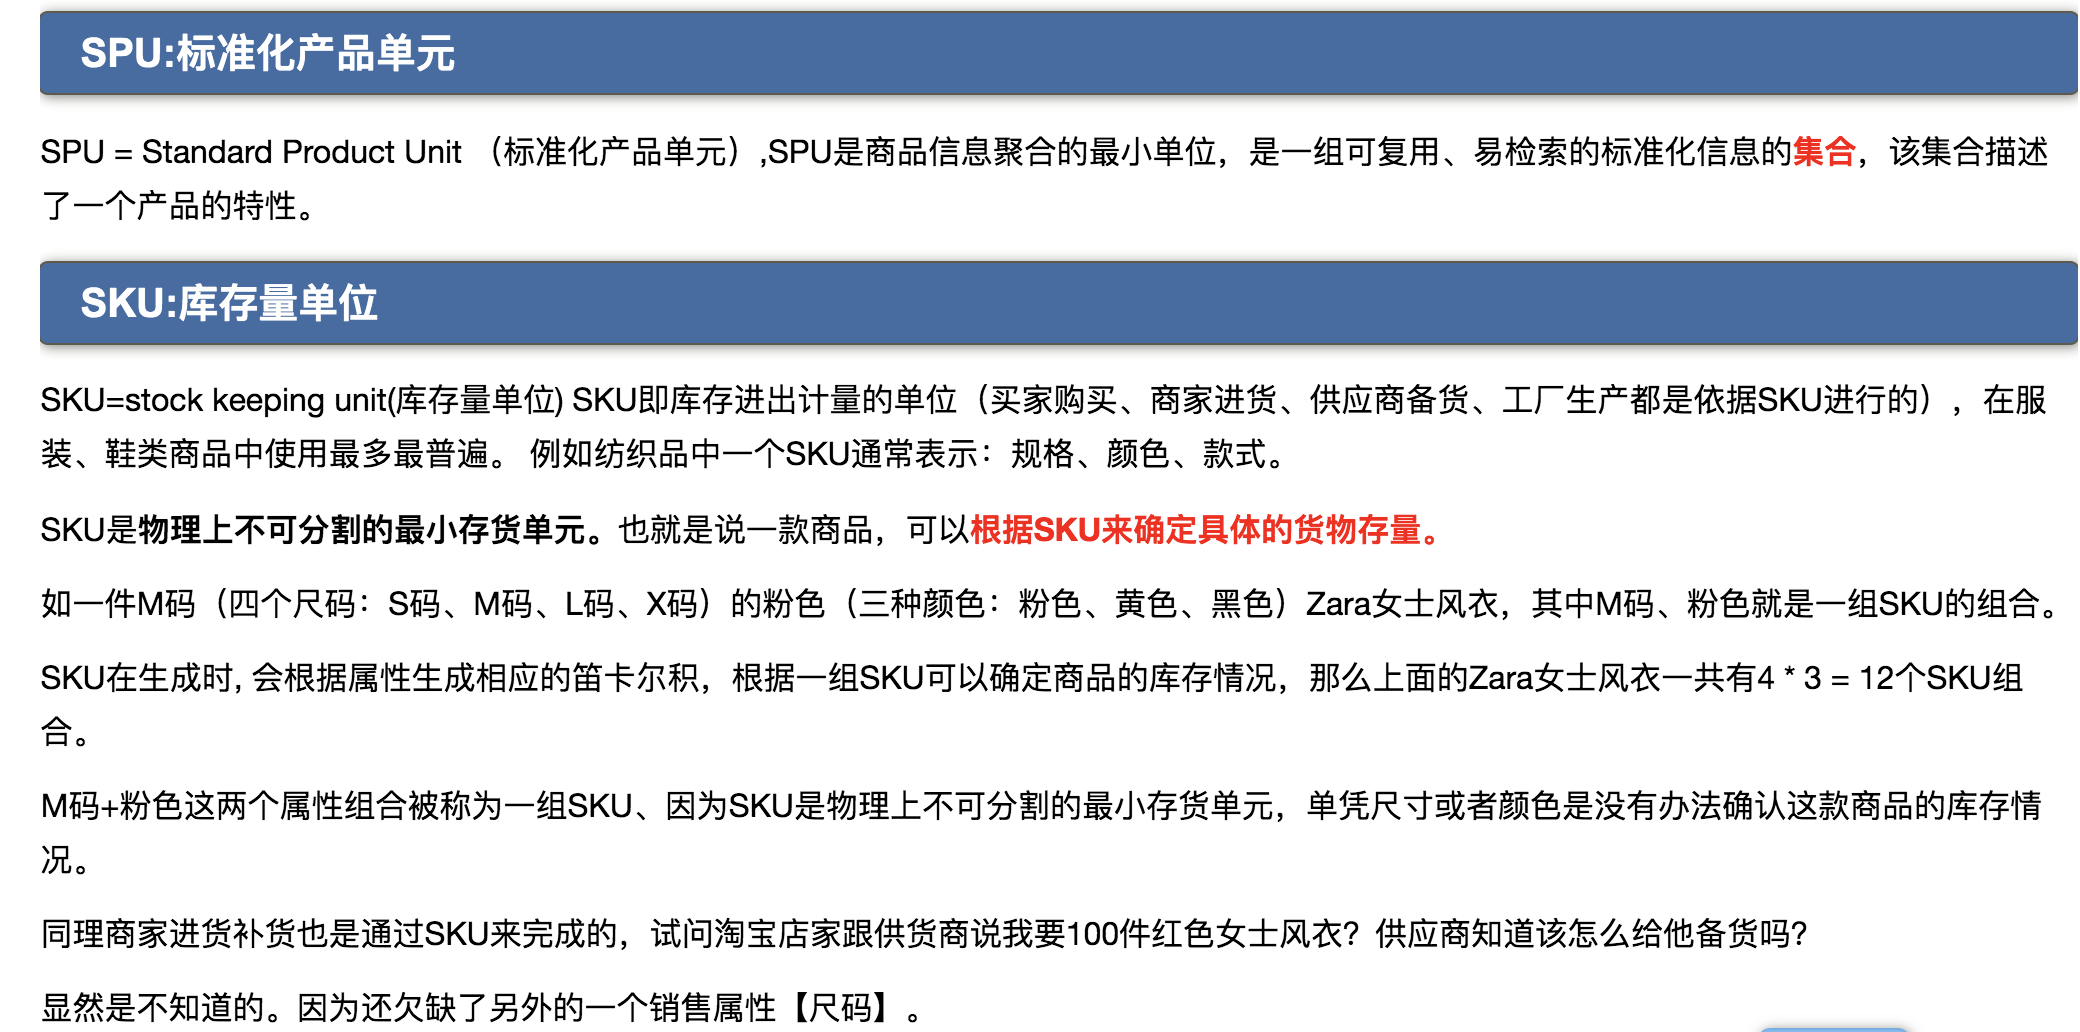 SPU:标准化产品单元
SPU = Standard Product Unit （标准化产品单元）,SPU是商品信息聚合的最小单位，是一组可复用、易检索的标准化信息的集合，该集合描述
了一个产品的特性。
SKU:库存量单位
SKU=stock keeping unit(库存量单位) SKU即库存进出计量的单位（买家购买、商家进货、供应商备货、工厂生产都是依据SKU进行的），在服
装、鞋类商品中使用最多最普遍。 例如纺织品中一个SKU通常表示：规格、颜色、款式。
SKU是物理上不可分割的最小存货单元。也就是说一款商品，可以根据SKU来确定具体的货物存量。
如一件M码（四个尺码：S码、M码、L码、X码）的粉色（三种颜色：粉色、黄色、黑色）Zara女士风衣，其中M码、粉色就是一组SKU的组合。
SKU在生成时, 会根据属性生成相应的笛卡尔积，根据一组SKU可以确定商品的库存情况，那么上面的Zara女士风衣一共有4 * 3 = 12个SKU组
合。
M码+粉色这两个属性组合被称为一组SKU、因为SKU是物理上不可分割的最小存货单元，单凭尺寸或者颜色是没有办法确认这款商品的库存情
况。
同理商家进货补货也是通过SKU来完成的，试问淘宝店家跟供货商说我要100件红色女士风衣？供应商知道该怎么给他备货吗？
显然是不知道的。因为还欠缺了另外的一个销售属性【尺码】。